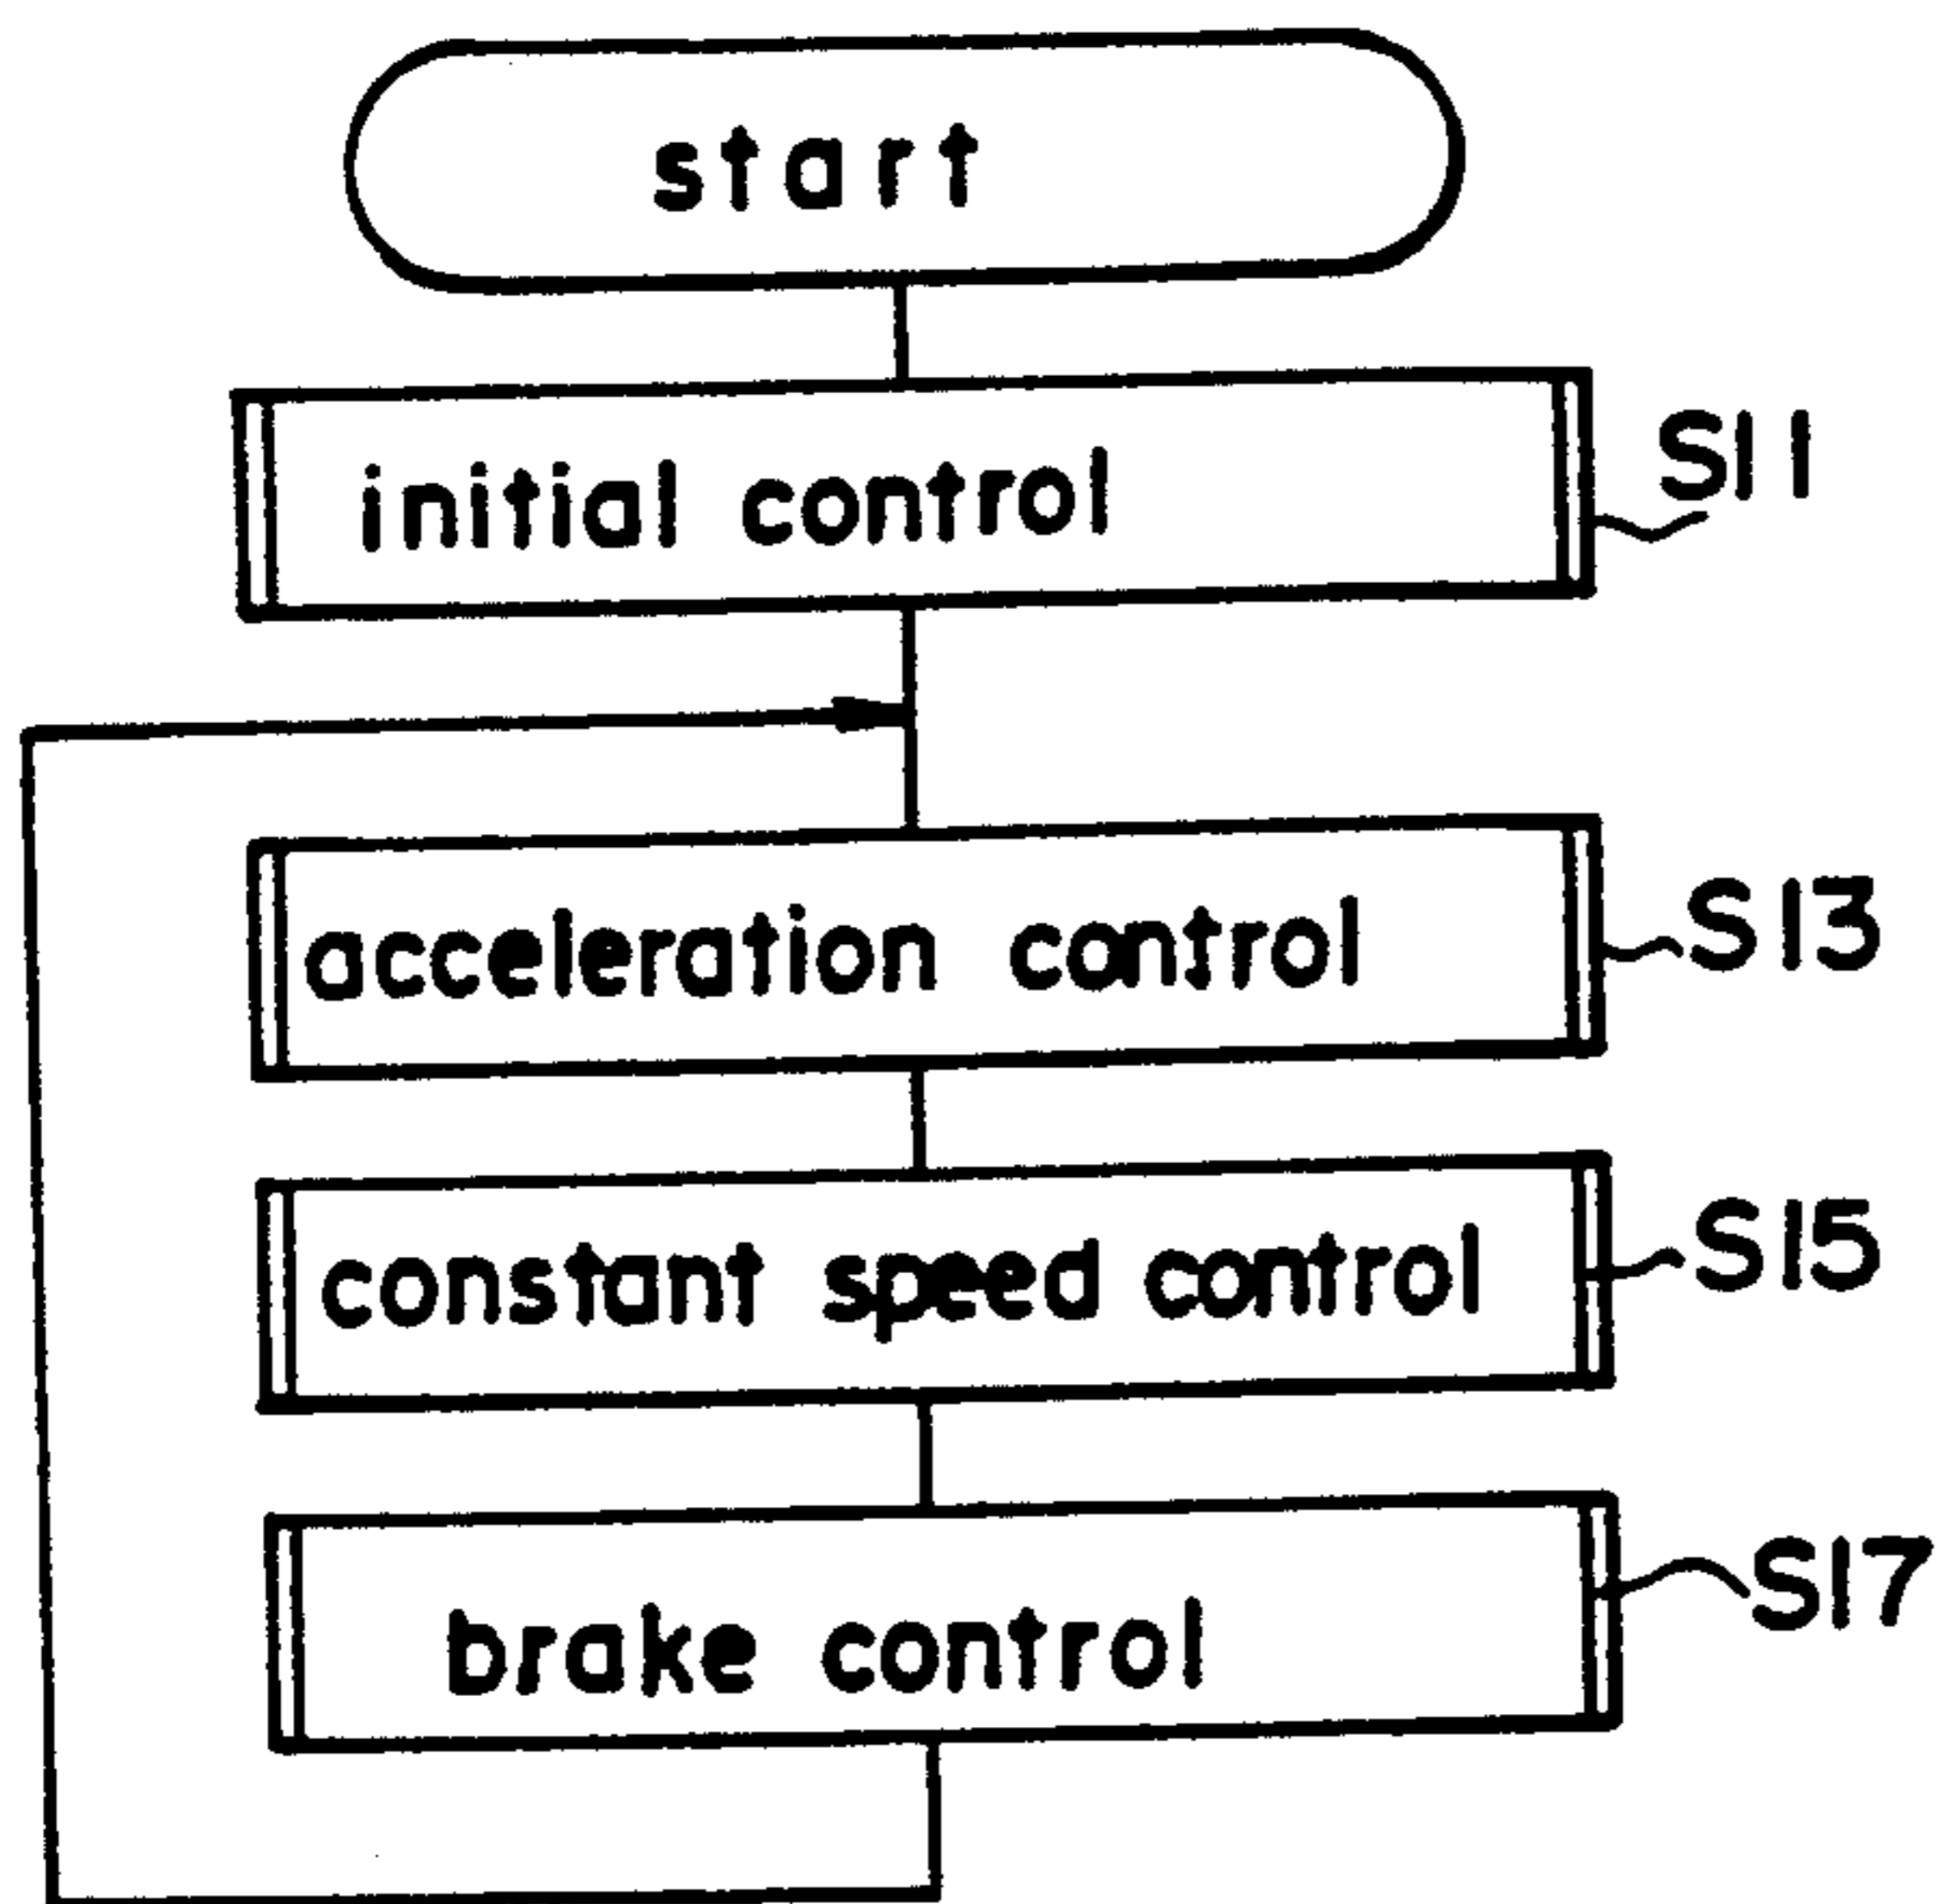 start
initial control
S11
acceleration control
S13
constant speed control
S15
brake control
S17